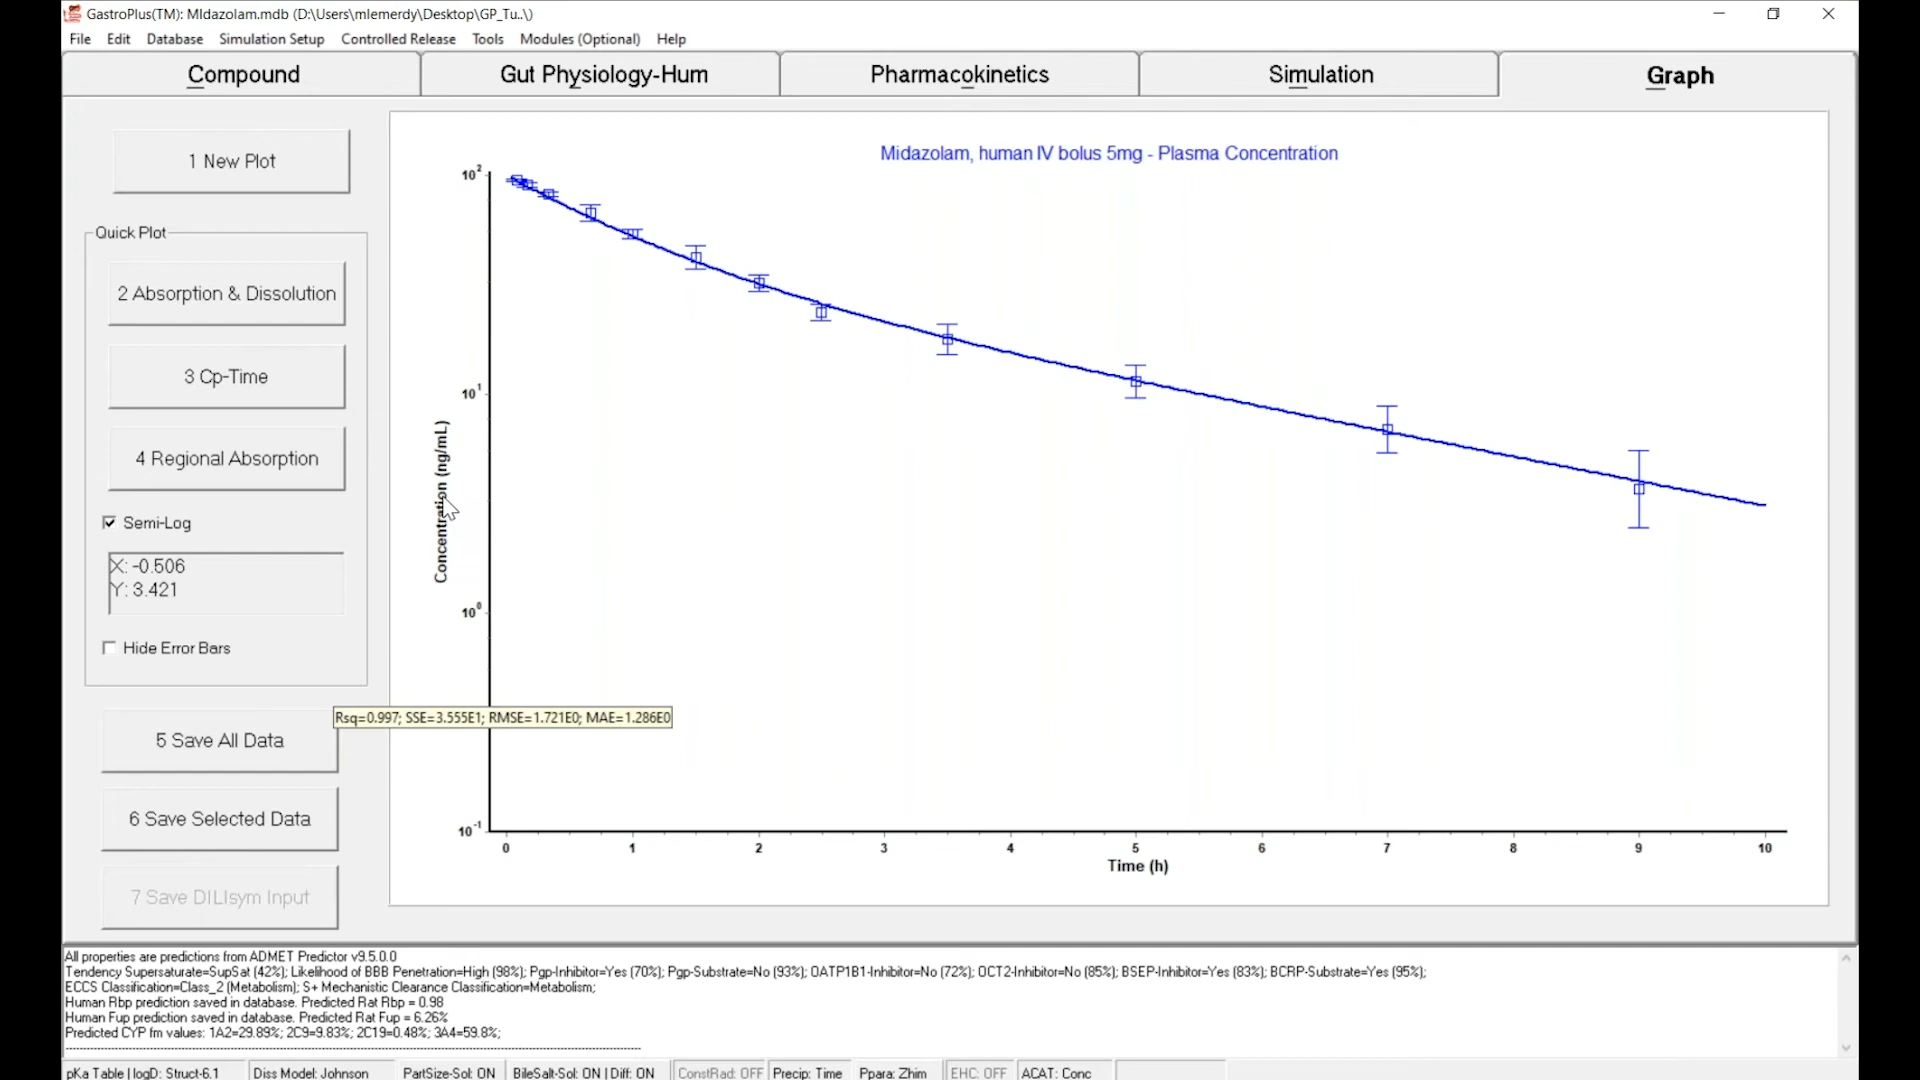 GastroPlus(TM): MIdazolam.mdb (D:\Users\mlemerdy\Desktop\GP_Tu..\)
File Edit Database Simulation Setup Controlled Release Tools Modules (Optional) Help
Compound Gut Physiology-Hum Pharmacokinetics Simulation Graph
1 New Plot
Quick Plot
2 Absorption & Dissolution
3 Cp-Time
4 Regional Absorption
Semi-Log
X: -0.506
Y: 3.421
Hide Error Bars
5 Save All Data
6 Save Selected Data
7 Save DILIsym Input
Midazolam, human IV bolus 5mg - Plasma Concentration
10²
10¹
10⁰
10⁻¹
Concentration (ng/mL)
Rsq=0.997; SSE=3.555E1; RMSE=1.721E0; MAE=1.286E0
0 1 2 3 4 5 6 7 8 9 10
Time (h)
All properties are predictions from ADMET Predictor v9.5.0.0
Tendency Supersaturate=SupSat (42%); Likelihood of BBB Penetration=High (98%); Pgp-Inhibitor=Yes (70%); Pgp-Substrate=No (93%); OATP1B1-Inhibitor=No (72%); OCT2-Inhibitor=No (85%); BSEP-Inhibitor=Yes (83%); BCRP-Substrate=Yes (95%);
ECCS Classification=Class_2 (Metabolism); S+ Mechanistic Clearance Classification=Metabolism;
Human Rbp prediction saved in database. Predicted Rat Rbp = 0.98
Human Fup prediction saved in database. Predicted Rat Fup = 6.26%
Predicted CYP fm values: 1A2=29.89%; 2C9=9.83%; 2C19=0.48%; 3A4=59.8%;
pKa Table | logD: Struct-6.1 Diss Model: Johnson PartSize-Sol: ON BileSalt-Sol: ON | Diff: ON ConstRad: OFF Precip: Time Ppara: Zhim EHC: OFF ACAT: Conc